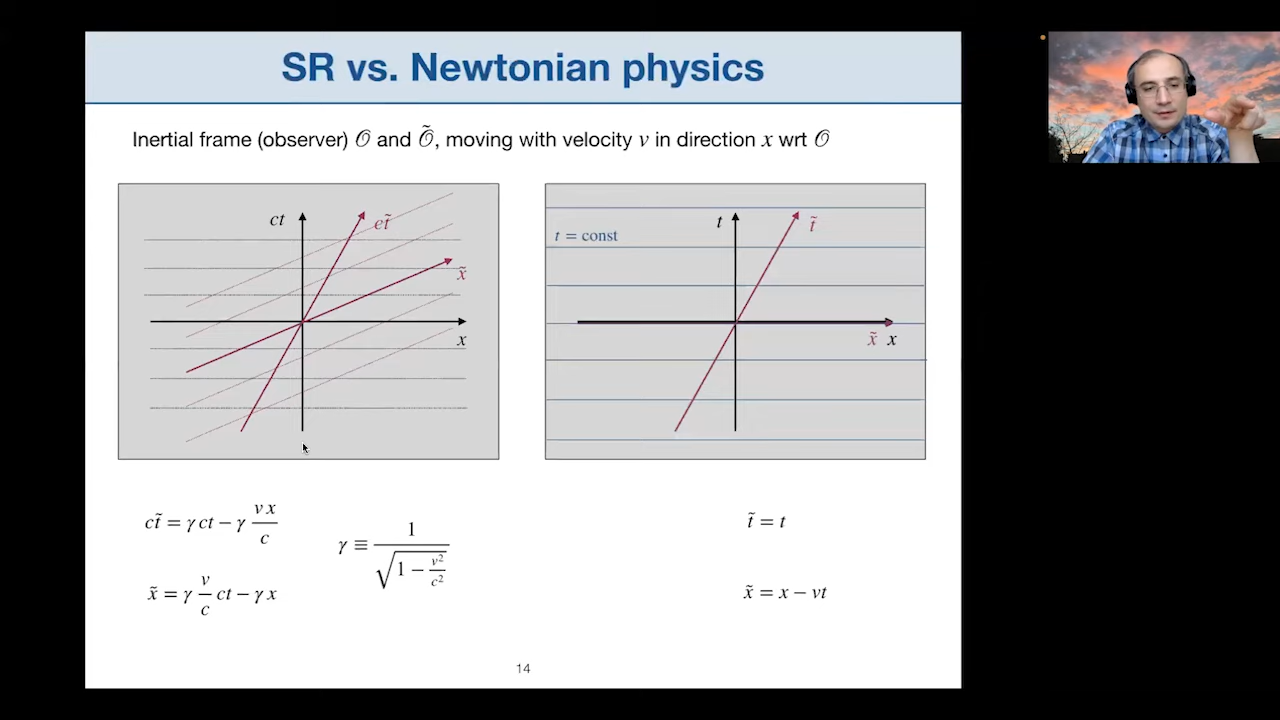 SR vs. Newtonian physics
Inertial frame (observer) 𝒪 and 𝒪̃, moving with velocity v in direction x wrt 𝒪
ct
ct̃
x̃
x
t = const
t
t̃
x̃ x
ct̃ = γ ct − γ vx/c
γ ≡ 1/√(1 − v²/c²)
x̃ = γ v/c ct − γ x
t̃ = t
x̃ = x − vt
14